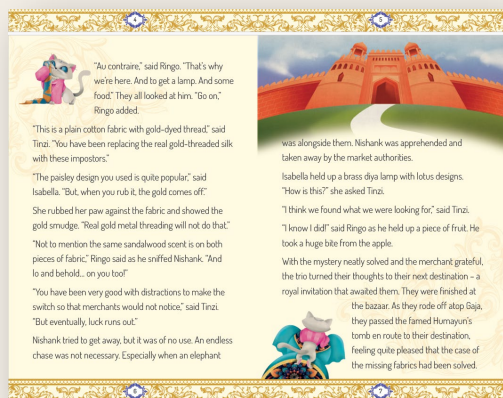 4
5
"Au contraire," said Ringo. "That's why
we're here. And to get a lamp. And some
food." They all looked at him. "Go on,"
Ringo added.
"This is a plain cotton fabric with gold-dyed thread," said
Tinzi. "You have been replacing the real gold-threaded silk
with these impostors."
"The paisley design you used is quite popular," said
Isabella. "But, when you rub it, the gold comes off."
She rubbed her paw against the fabric and showed the
gold smudge. "Real gold metal threading will not do that."
"Not to mention the same sandalwood scent is on both
pieces of fabric," Ringo said as he sniffed Nishank. "And
lo and behold... on you too!"
"You have been very good with distractions to make the
switch so that merchants would not notice," said Tinzi.
"But eventually, luck runs out."
Nishank tried to get away, but it was of no use. An endless
chase was not necessary. Especially when an elephant
was alongside them. Nishank was apprehended and
taken away by the market authorities.
Isabella held up a brass diya lamp with lotus designs.
"How is this?" she asked Tinzi.
"I think we found what we were looking for," said Tinzi.
"I know I did!" said Ringo as he held up a piece of fruit. He
took a huge bite from the apple.
With the mystery neatly solved and the merchant grateful,
the trio turned their thoughts to their next destination – a
royal invitation that awaited them. They were finished at
the bazaar. As they rode off atop Gaja,
they passed the famed Humayun's
tomb en route to their destination,
feeling quite pleased that the case of
the missing fabrics had been solved.
6
7